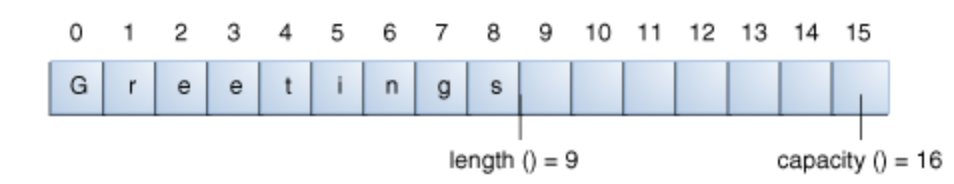 0 1 2 3 4 5 6 7 8 9 10 11 12 13 14 15
G r e e t i n g s
length () = 9 capacity () = 16